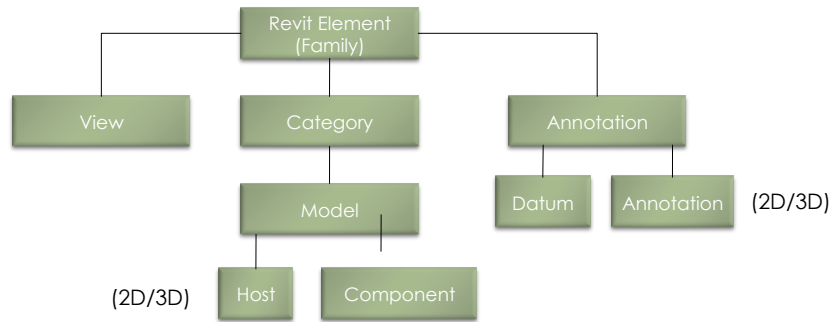 Revit Element
(Family)
View
Category
Annotation
Model
Datum
Annotation
(2D/3D)
(2D/3D)
Host
Component